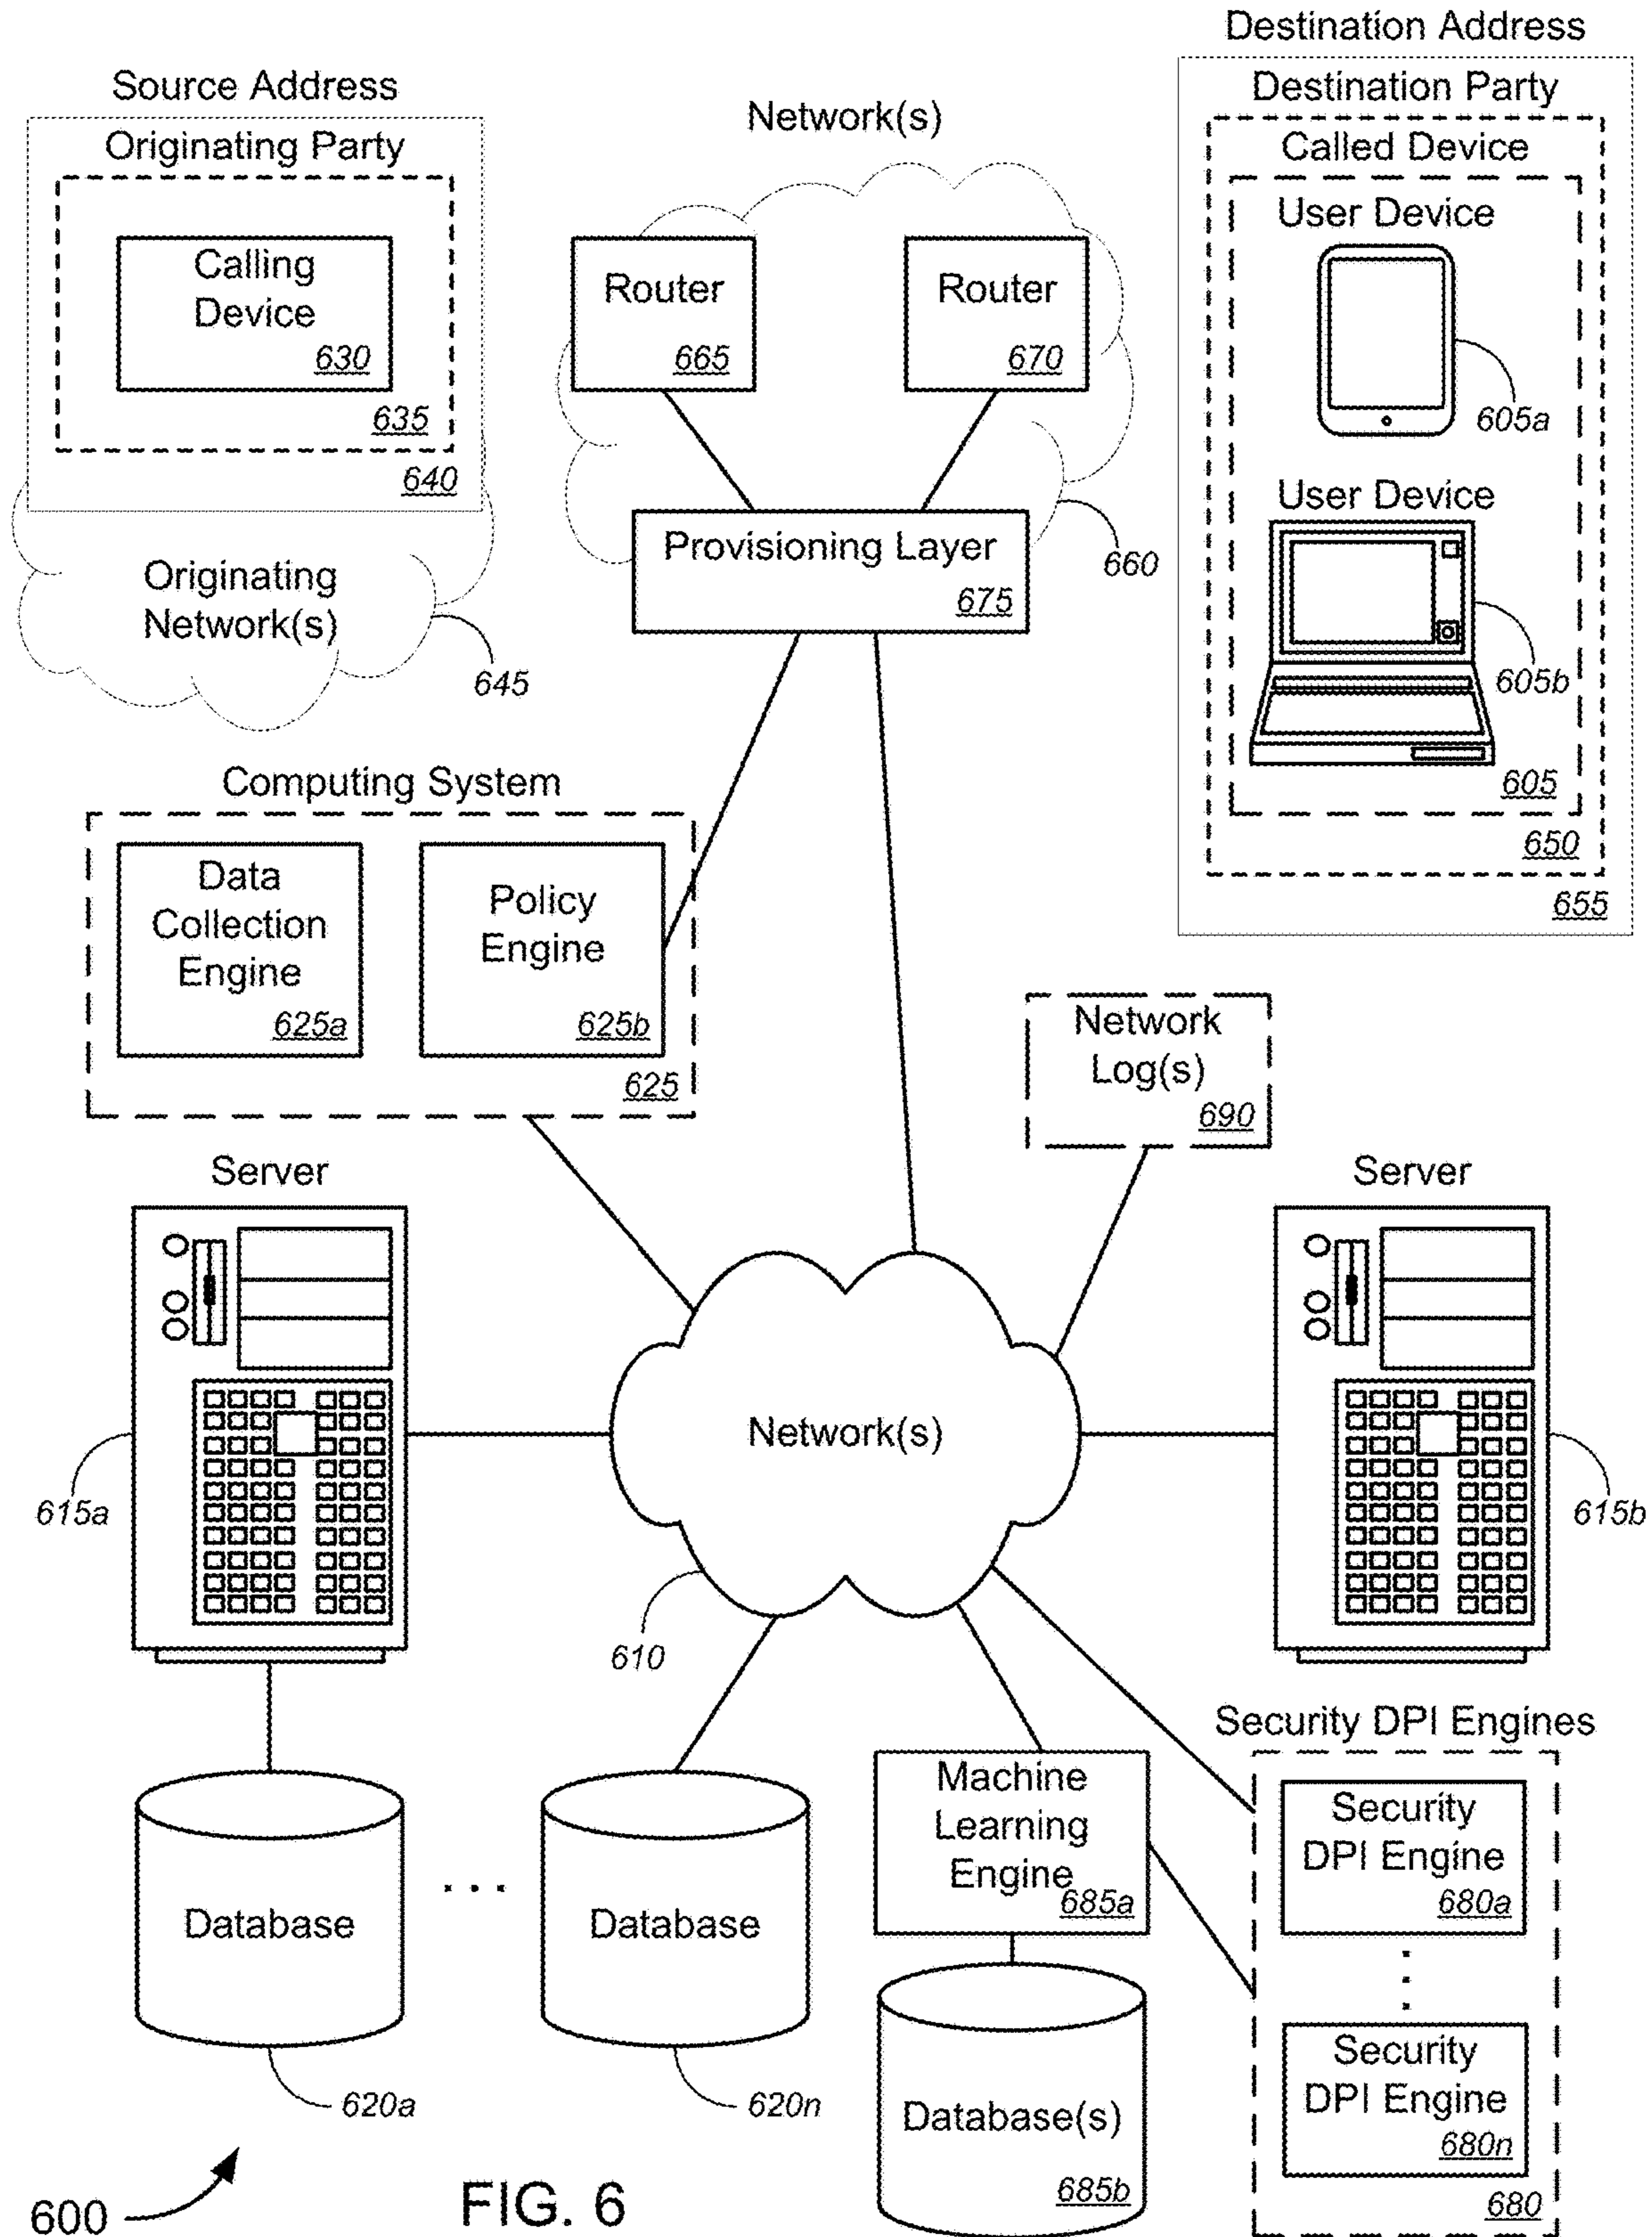 Destination Address
Source Address
Destination Party
Network(s)
Originating Party
Called Device
User Device
Calling
Device
630
635
640
Router
665
Router
670
605a
User Device
Provisioning Layer
675
660
Originating
Network(s)
645
605b
605
650
655
Computing System
Data
Collection
Engine
625a
Policy
Engine
625b
625
Network
Log(s)
690
Server
Server
Network(s)
615a
615b
610
Security DPI Engines
Machine
Learning
Engine
685a
Security
DPI Engine
680a
Database
. . .
Database
Security
DPI Engine
680n
680
620a
620n
Database(s)
685b
600
FIG. 6